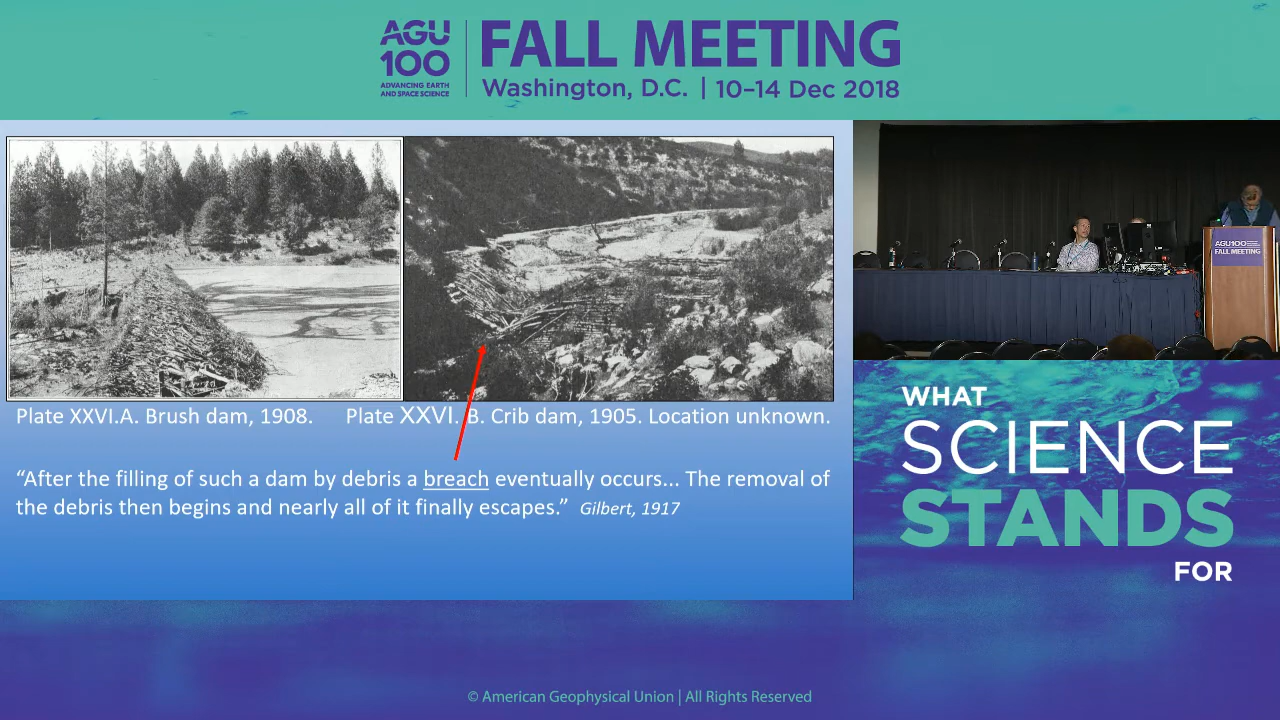 AGU
100
ADVANCING EARTH
AND SPACE SCIENCE
FALL MEETING
Washington, D.C. | 10–14 Dec 2018
Plate XXVI.A. Brush dam, 1908.
Plate XXVI. B. Crib dam, 1905. Location unknown.
“After the filling of such a dam by debris a breach eventually occurs... The removal of
the debris then begins and nearly all of it finally escapes.” Gilbert, 1917
AGU100
FALL MEETING
WHAT
SCIENCE
STANDS
FOR
© American Geophysical Union | All Rights Reserved